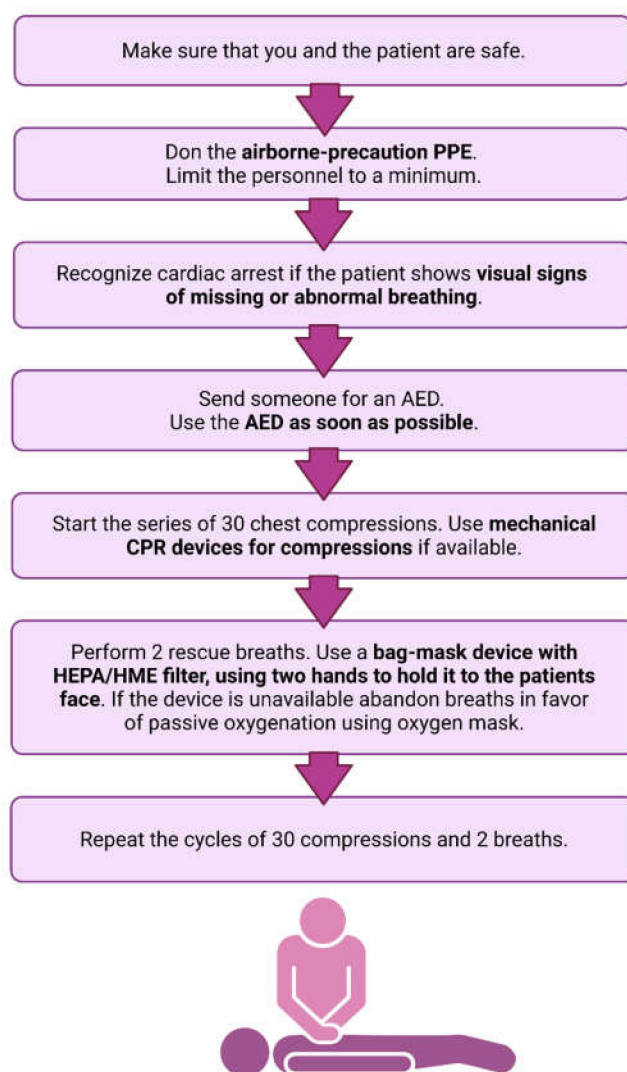 Make sure that you and the patient are safe.
Don the airborne-precaution PPE.
Limit the personnel to a minimum.
Recognize cardiac arrest if the patient shows visual signs
of missing or abnormal breathing.
Send someone for an AED.
Use the AED as soon as possible.
Start the series of 30 chest compressions. Use mechanical
CPR devices for compressions if available.
Perform 2 rescue breaths. Use a bag-mask device with
HEPA/HME filter, using two hands to hold it to the patients
face. If the device is unavailable abandon breaths in favor
of passive oxygenation using oxygen mask.
Repeat the cycles of 30 compressions and 2 breaths.